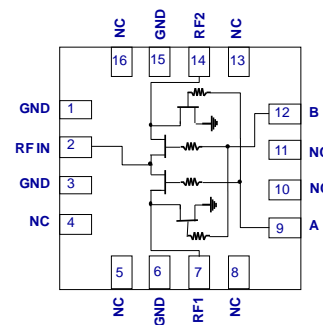 NC GND RF2 NC
16 15 14 13
GND 1
RF IN 2
GND 3
NC 4
12 B
11 NC
10 NC
9 A
5 6 7 8
NC GND RF1 NC